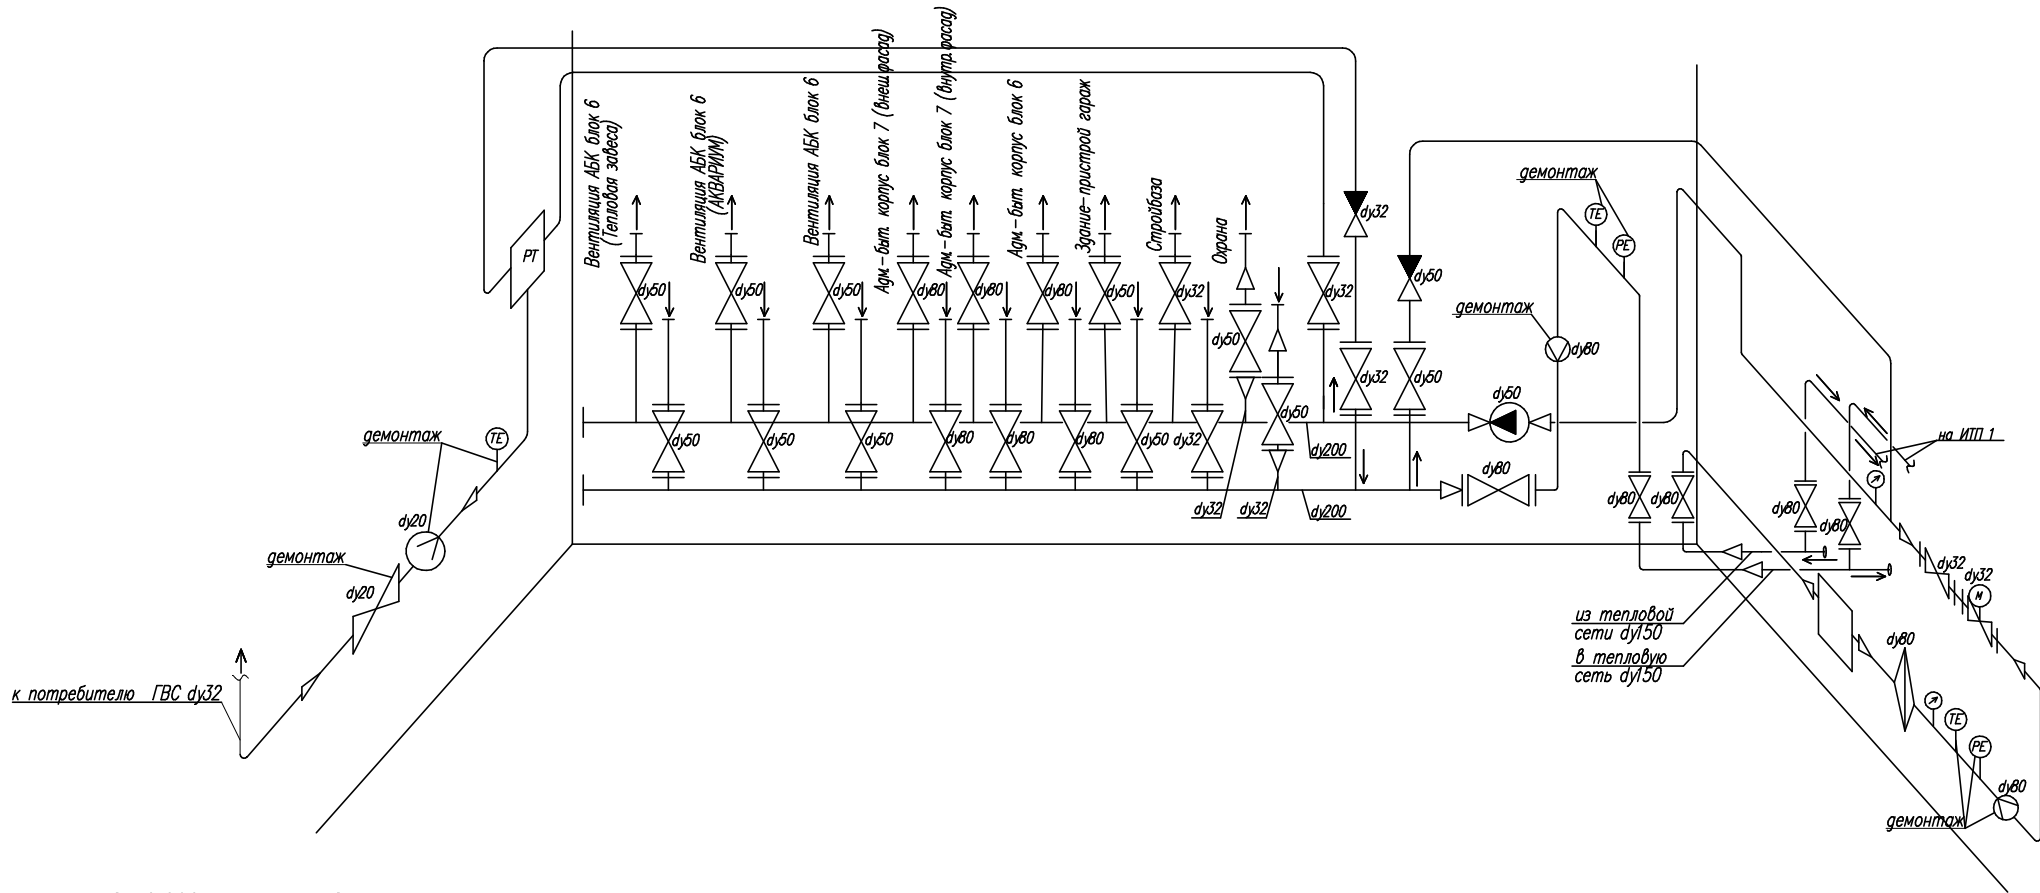 Вентиляция АБК блок 6
(Тепловая завеса)
Вентиляция АБК блок 6
(АКВАРИУМ)
Вентиляция АБК блок 6
Адм.-быт. корпус блок 7 (внеш.фасад)
Адм.-быт. корпус блок 7 (внутр.фасад)
Адм.-быт. корпус блок 6
Здание-пристрой гараж
Стройбаза
Охрана
демонтаж
TE
PE
dy32
PT
dy50
dy50
dy50
dy50
dy80
dy80
dy80
dy50
dy32
dy32
демонтаж
dy50
dy80
dy32
dy50
dy50
dy50
демонтаж
TE
dy50
dy50
dy50
dy80
dy80
dy80
dy50
dy32
dy200
на ИТП 1
dy80
dy80
dy80
dy80
dy80
dy32
dy32
dy200
dy20
демонтаж
dy20
dy32
dy32
M
из тепловой
сети dy150
в тепловую
сеть dy150
dy80
к потребителю ГВС dy32
TE
PE
dy80
демонтаж